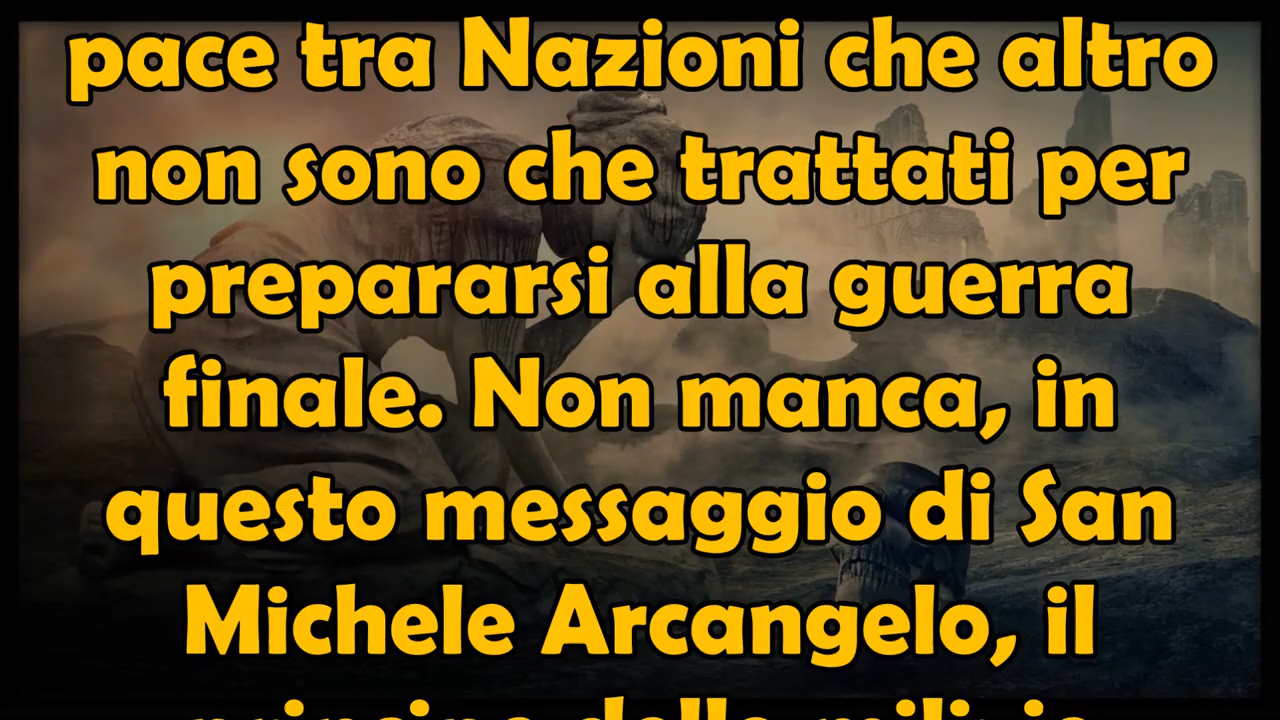 pace tra Nazioni che altro
non sono che trattati per
prepararsi alla guerra
finale. Non manca, in
questo messaggio di San
Michele Arcangelo, il